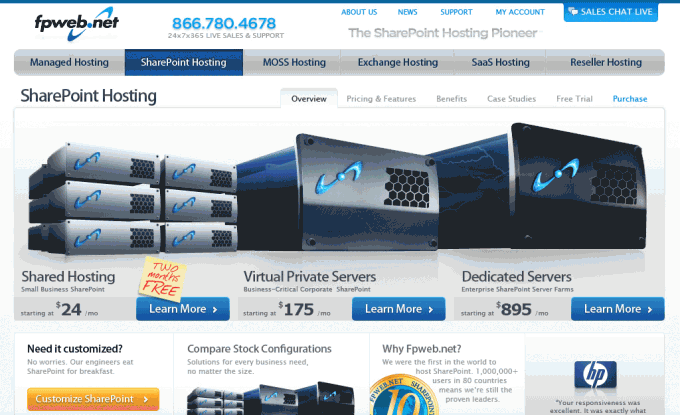 ABOUT US NEWS SUPPORT MY ACCOUNT SALES CHAT LIVE
fpweb.net
866.780.4678
24x7x365 LIVE SALES & SUPPORT
The SharePoint Hosting Pioneer
Managed Hosting SharePoint Hosting MOSS Hosting Exchange Hosting SaaS Hosting Reseller Hosting
SharePoint Hosting
Overview Pricing & Features Benefits Case Studies Free Trial Purchase
Shared Hosting
Small Business SharePoint
TWO
months
FREE
starting at $24 /mo
Learn More
Virtual Private Servers
Business-Critical Corporate SharePoint
starting at $175 /mo
Learn More
Dedicated Servers
Enterprise SharePoint Server Farms
starting at $895 /mo
Learn More
Need it customized?
No worries. Our engineers eat
SharePoint for breakfast.
Customize SharePoint
Compare Stock Configurations
Solutions for every business need,
no matter the size.
Why Fpweb.net?
We were the first in the world to
host SharePoint. 1,000,000+
users in 80 countries
means we're still the
proven leaders.
FPWEB.NET SHAREPOINT
10
hp
"Your responsiveness was
excellent. It was exactly what